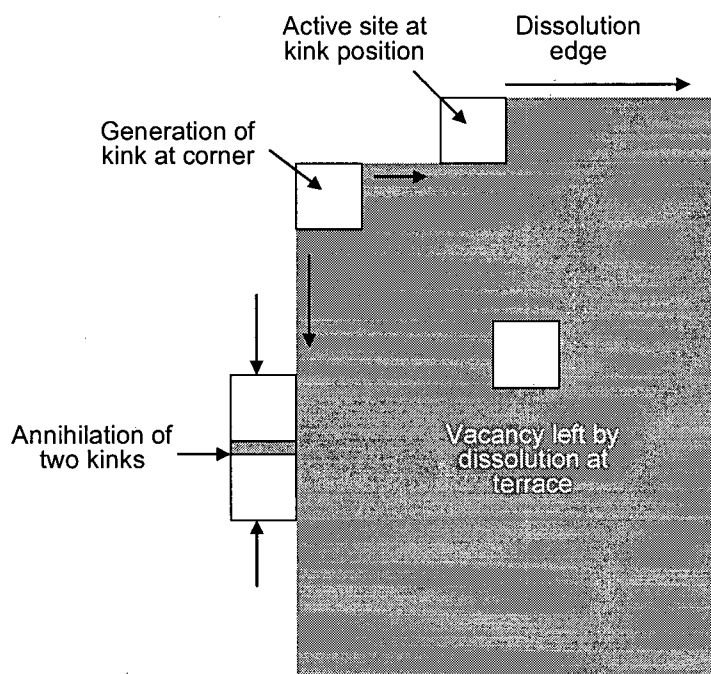 Active site at
kink position
Dissolution
edge
Generation of
kink at corner
Annihilation of
two kinks
Vacancy left by
dissolution at
terrace